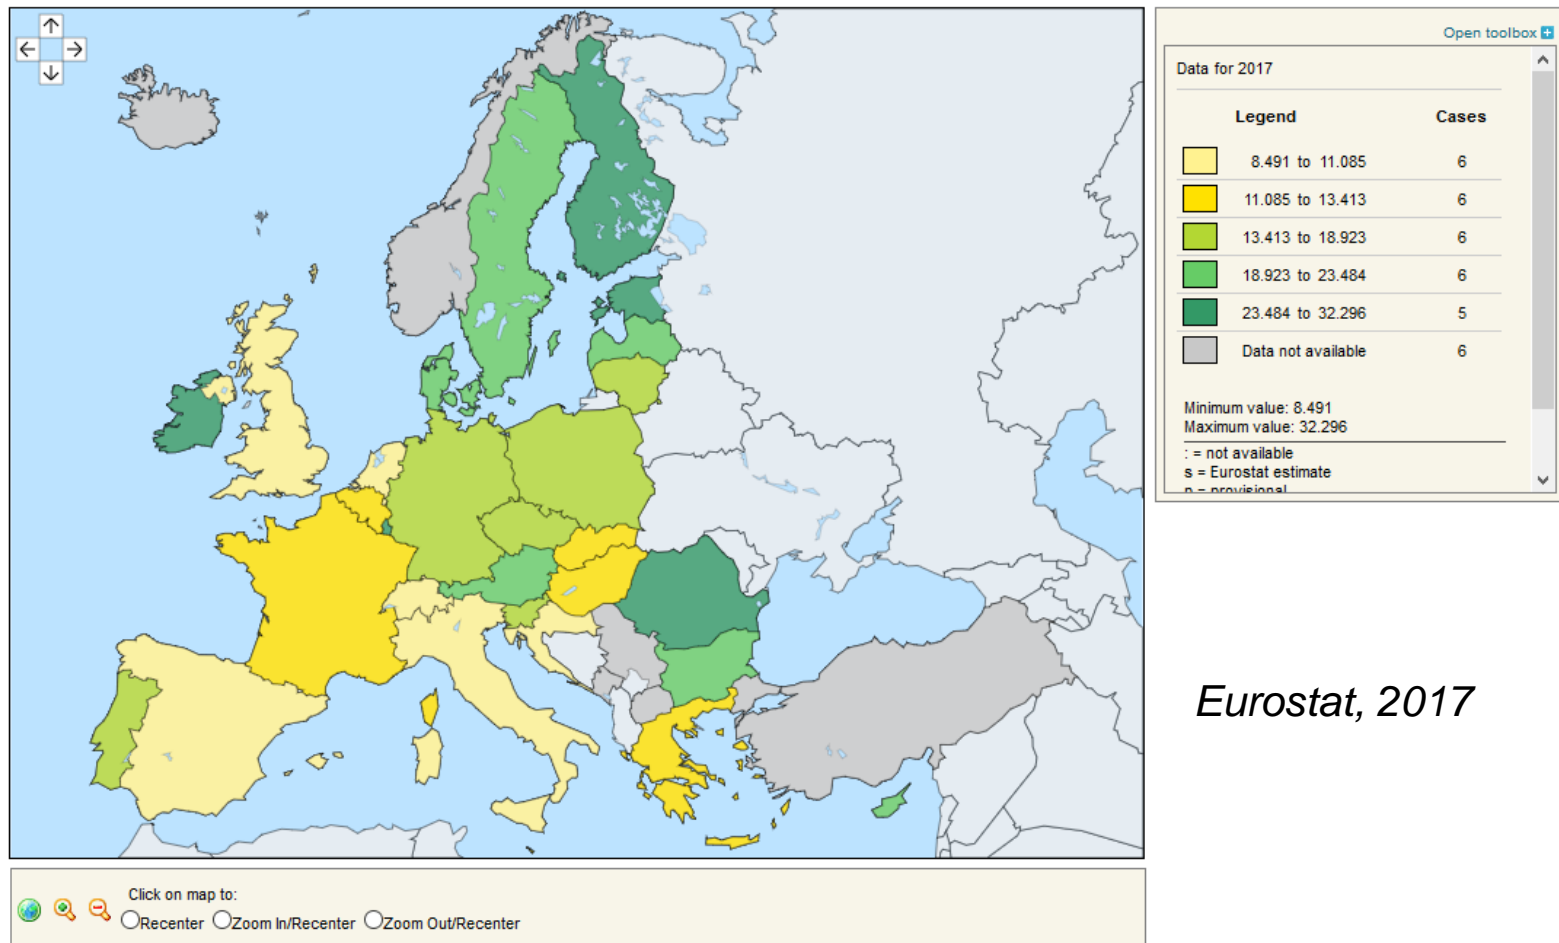 Open toolbox
Data for 2017
Legend Cases
8.491 to 11.085 6
11.085 to 13.413 6
13.413 to 18.923 6
18.923 to 23.484 6
23.484 to 32.296 5
Data not available 6
Minimum value: 8.491
Maximum value: 32.296
: = not available
s = Eurostat estimate
p = provisional
Eurostat, 2017
Click on map to:
Recenter Zoom In/Recenter Zoom Out/Recenter